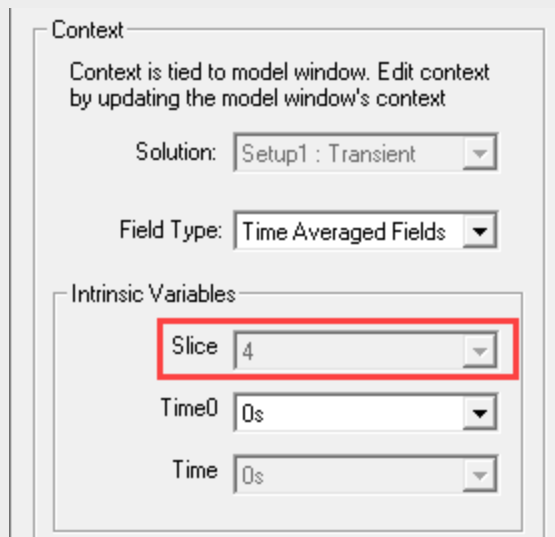 Context
Context is tied to model window. Edit context
by updating the model window's context
Solution: Setup1 : Transient
Field Type: Time Averaged Fields
Intrinsic Variables
Slice 4
Time0 0s
Time 0s